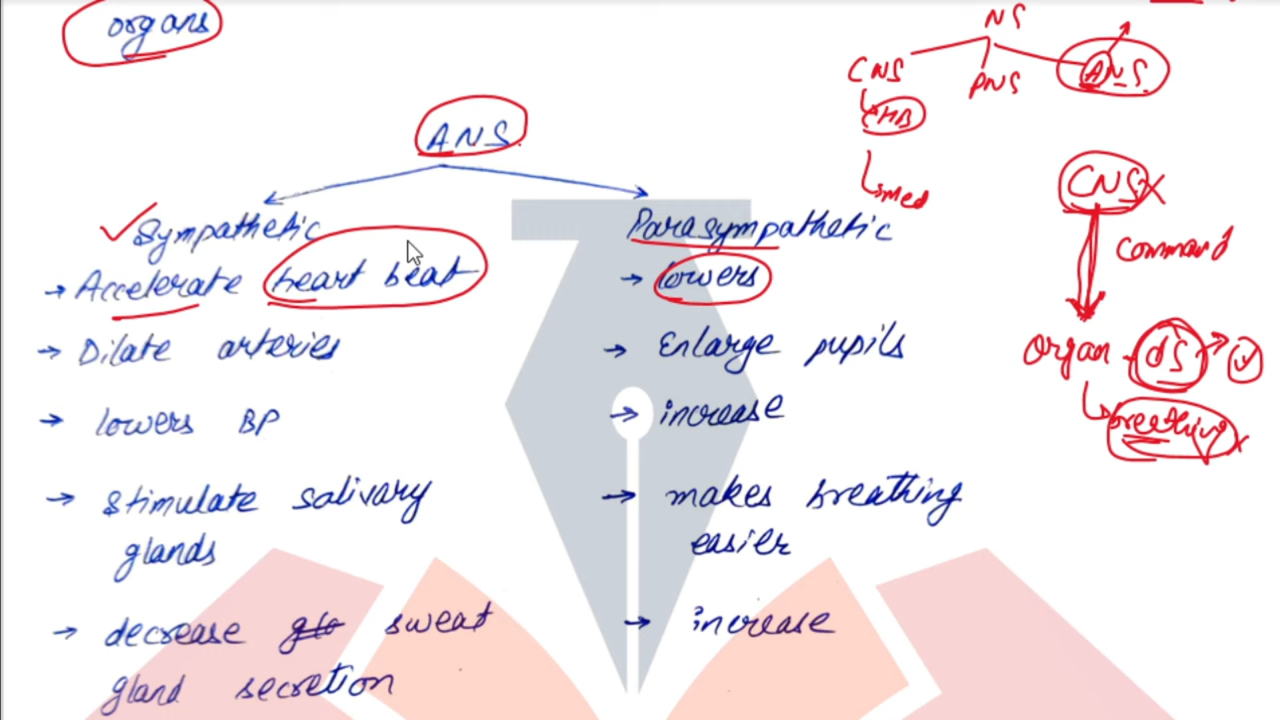 organs
NS
CNS
PNS
ANS
med
ANS
Sympathetic
Parasympathetic
→ Accelerate heart beat
→ lowers
→ Dilate arteries
→ Enlarge pupils
→ lowers BP
→ increase
→ stimulate salivary
glands
→ makes breathing
easier
→ decrease sweat
gland secretion
→ increase
CNS
command
organ
breathing